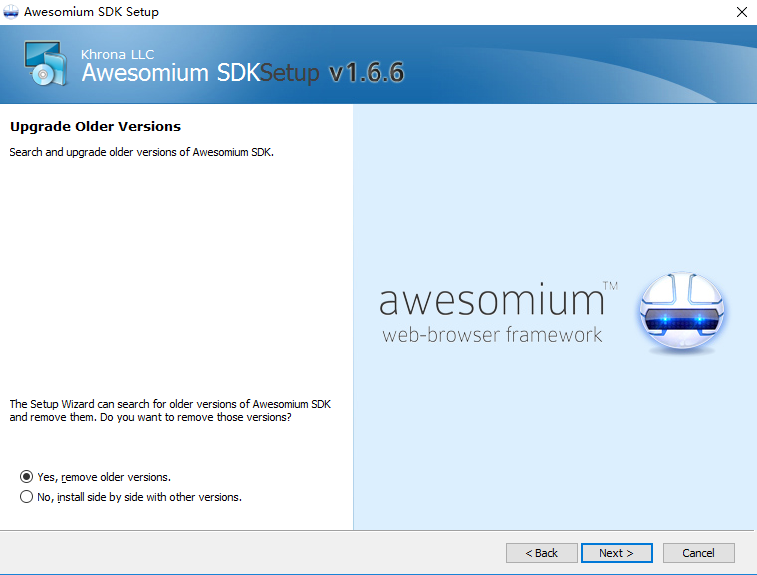 Awesomium SDK Setup
Khrona LLC
Awesomium SDKSetup v1.6.6
Upgrade Older Versions
Search and upgrade older versions of Awesomium SDK.
awesomium™
web-browser framework
The Setup Wizard can search for older versions of Awesomium SDK
and remove them. Do you want to remove those versions?
Yes, remove older versions.
No, install side by side with other versions.
< Back
Next >
Cancel